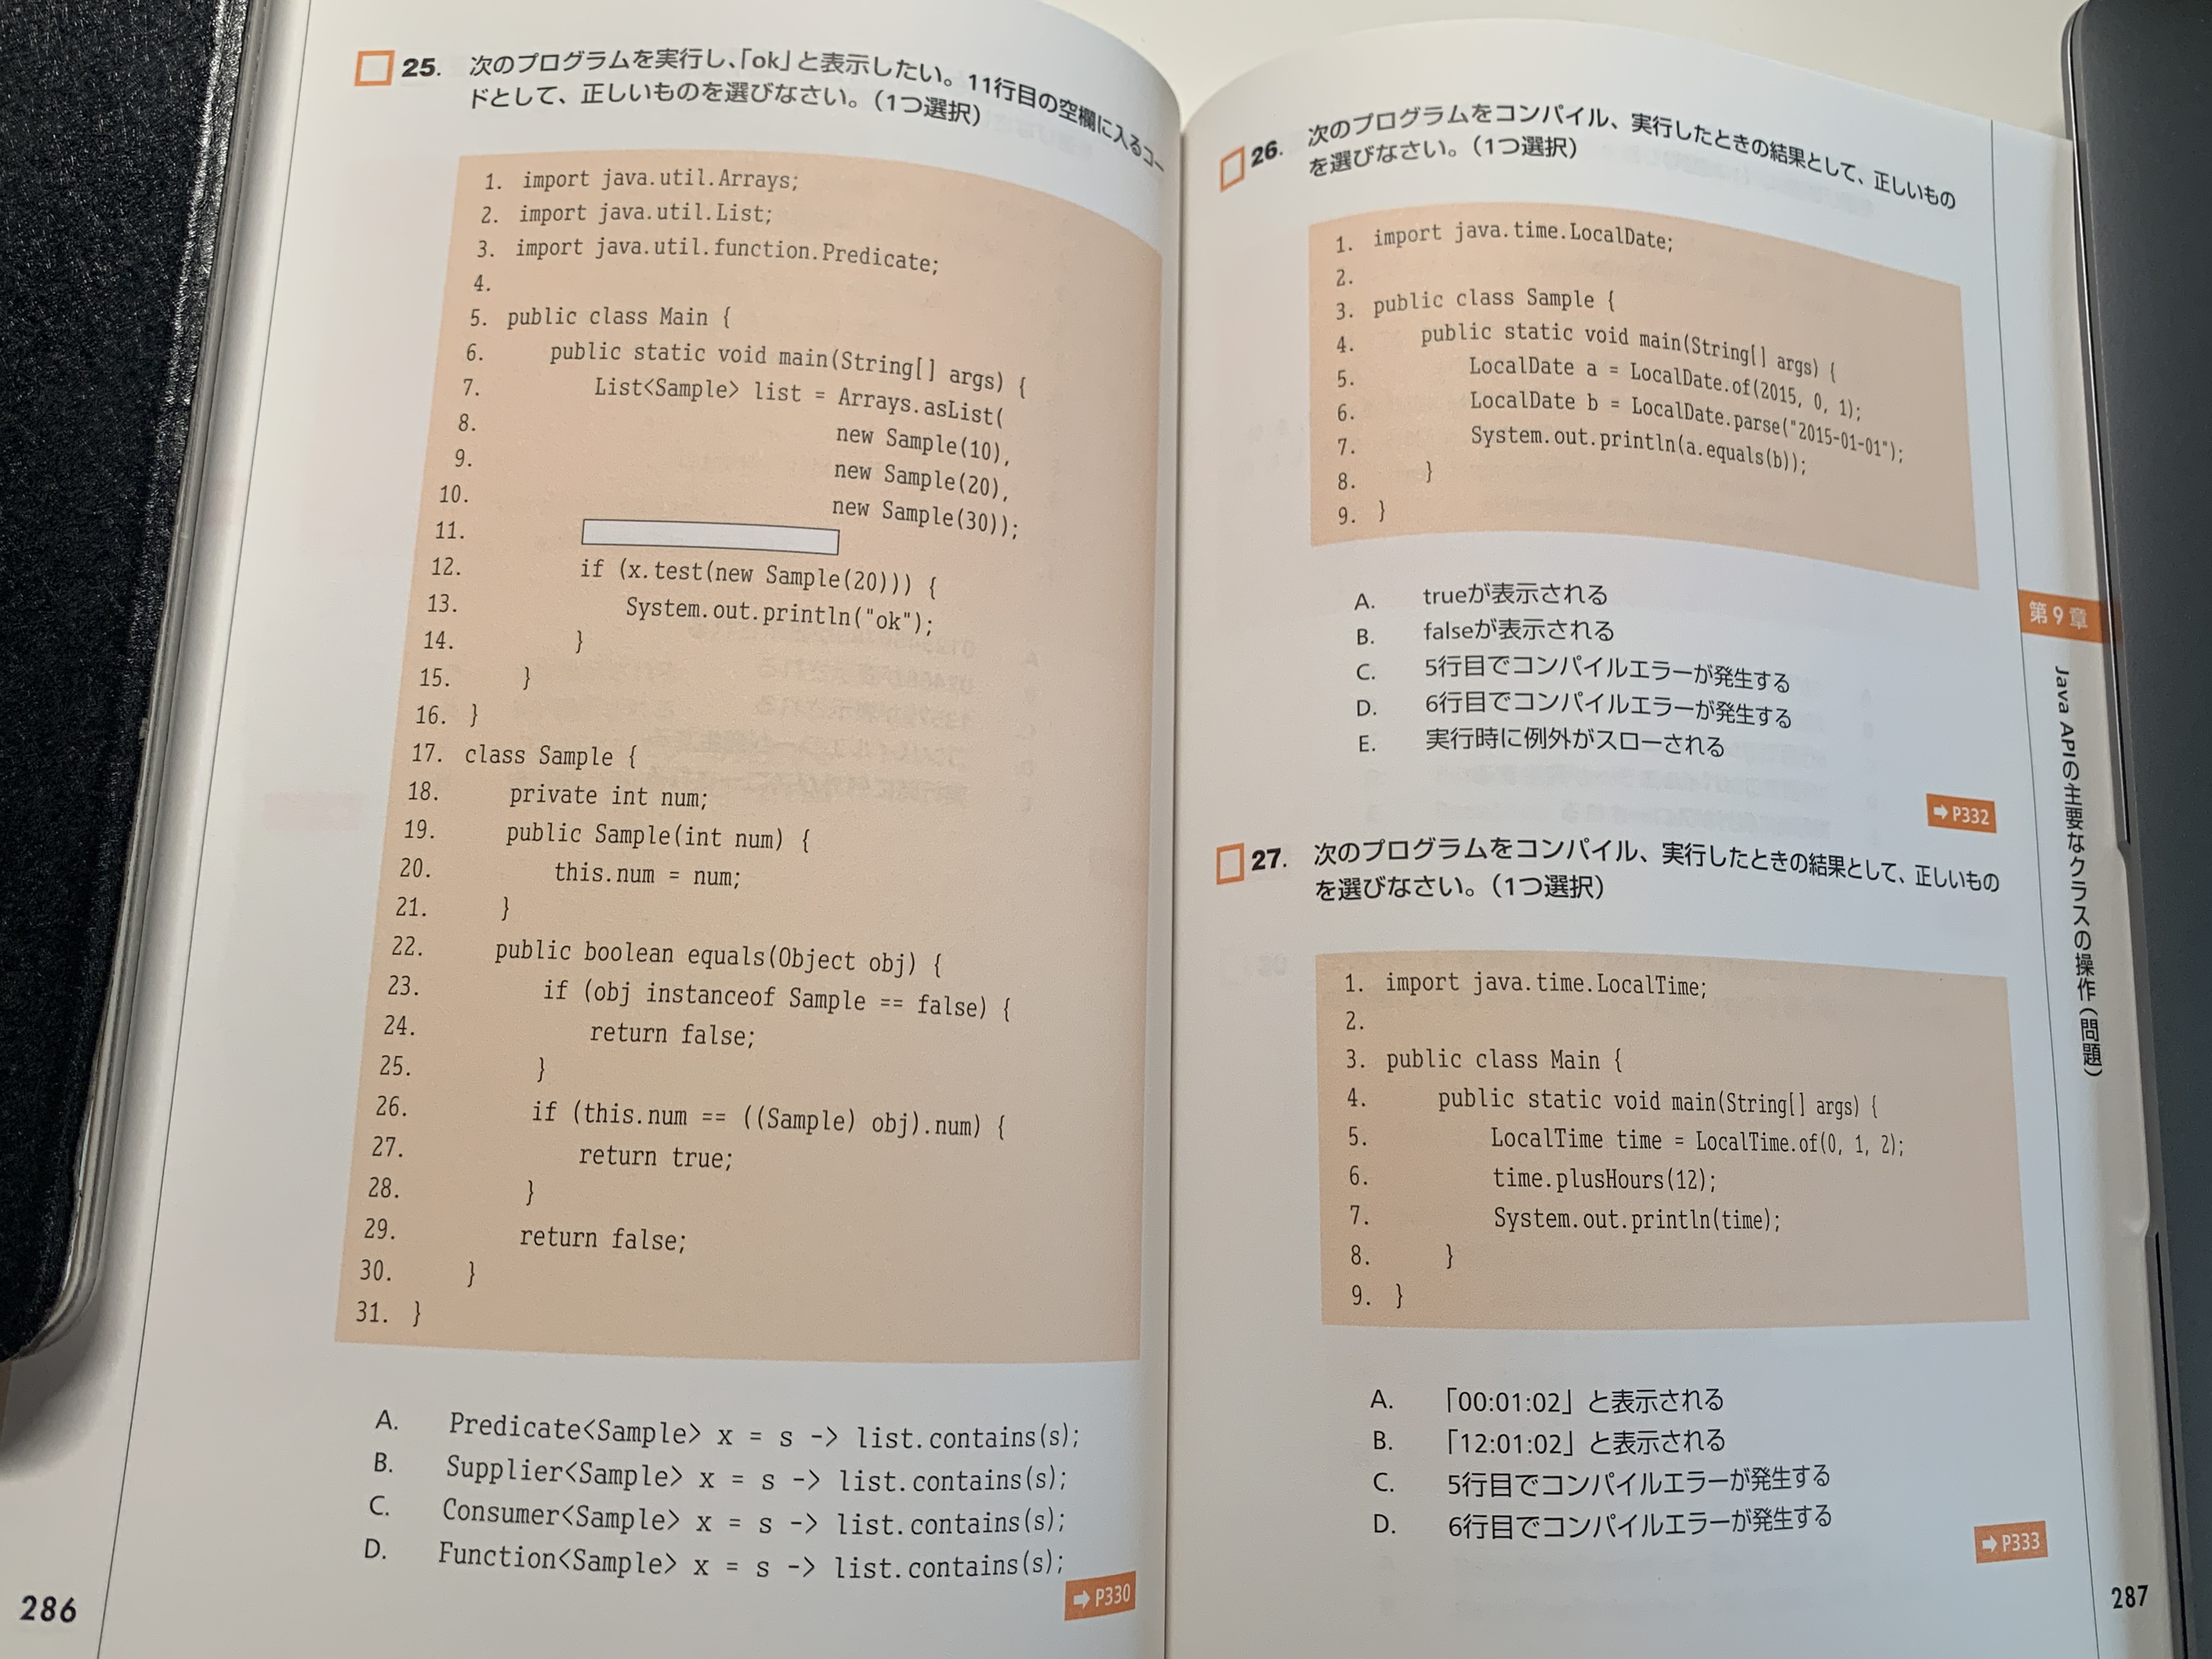 25. 次のプログラムを実行し、「ok」と表示したい。11行目の空欄に入るコー
ドとして、正しいものを選びなさい。(1つ選択)
1. import java.util.Arrays;
2. import java.util.List;
3. import java.util.function.Predicate;
4.
5. public class Main {
6. public static void main(String[] args) {
7. List<Sample> list = Arrays.asList(
8. new Sample(10),
9. new Sample(20),
10. new Sample(30));
11.
12. if (x.test(new Sample(20))) {
13. System.out.println("ok");
14. }
15. }
16. }
17. class Sample {
18. private int num;
19. public Sample(int num) {
20. this.num = num;
21. }
22. public boolean equals(Object obj) {
23. if (obj instanceof Sample == false) {
24. return false;
25. }
26. if (this.num == ((Sample) obj).num) {
27. return true;
28. }
29. return false;
30. }
31. }
A. Predicate<Sample> x = s -> list.contains(s);
B. Supplier<Sample> x = s -> list.contains(s);
C. Consumer<Sample> x = s -> list.contains(s);
D. Function<Sample> x = s -> list.contains(s);
➡ P330
286
26. 次のプログラムをコンパイル、実行したときの結果として、正しいもの
を選びなさい。(1つ選択)
1. import java.time.LocalDate;
2.
3. public class Sample {
4. public static void main(String[] args) {
5. LocalDate a = LocalDate.of(2015, 0, 1);
6. LocalDate b = LocalDate.parse("2015-01-01");
7. System.out.println(a.equals(b));
8. }
9. }
A. trueが表示される
B. falseが表示される
C. 5行目でコンパイルエラーが発生する
D. 6行目でコンパイルエラーが発生する
E. 実行時に例外がスローされる
➡ P332
27. 次のプログラムをコンパイル、実行したときの結果として、正しいもの
を選びなさい。(1つ選択)
1. import java.time.LocalTime;
2.
3. public class Main {
4. public static void main(String[] args) {
5. LocalTime time = LocalTime.of(0, 1, 2);
6. time.plusHours(12);
7. System.out.println(time);
8. }
9. }
A. 「00:01:02」と表示される
B. 「12:01:02」と表示される
C. 5行目でコンパイルエラーが発生する
D. 6行目でコンパイルエラーが発生する
➡ P333
第9章
Java APIの主要なクラスの操作(問題)
287